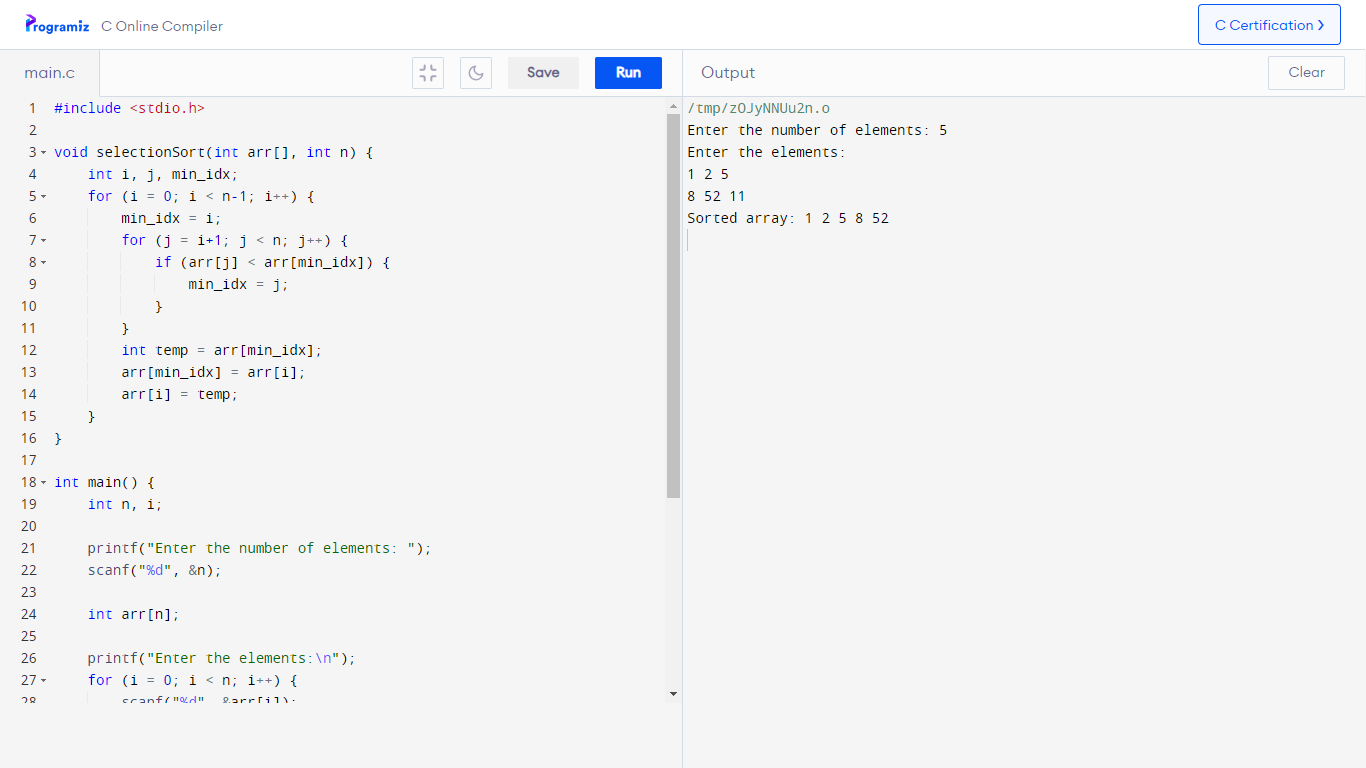 Programiz C Online Compiler
C Certification >
main.c
Save
Run
Output
Clear
1 #include <stdio.h>
2
3 void selectionSort(int arr[], int n) {
4     int i, j, min_idx;
5     for (i = 0; i < n-1; i++) {
6         min_idx = i;
7         for (j = i+1; j < n; j++) {
8             if (arr[j] < arr[min_idx]) {
9                 min_idx = j;
10             }
11         }
12         int temp = arr[min_idx];
13         arr[min_idx] = arr[i];
14         arr[i] = temp;
15     }
16 }
17
18 int main() {
19     int n, i;
20
21     printf("Enter the number of elements: ");
22     scanf("%d", &n);
23
24     int arr[n];
25
26     printf("Enter the elements:\n");
27     for (i = 0; i < n; i++) {
28         scanf("%d", &arr[i]);
/tmp/zOJyNNUu2n.o
Enter the number of elements: 5
Enter the elements:
1 2 5
8 52 11
Sorted array: 1 2 5 8 52